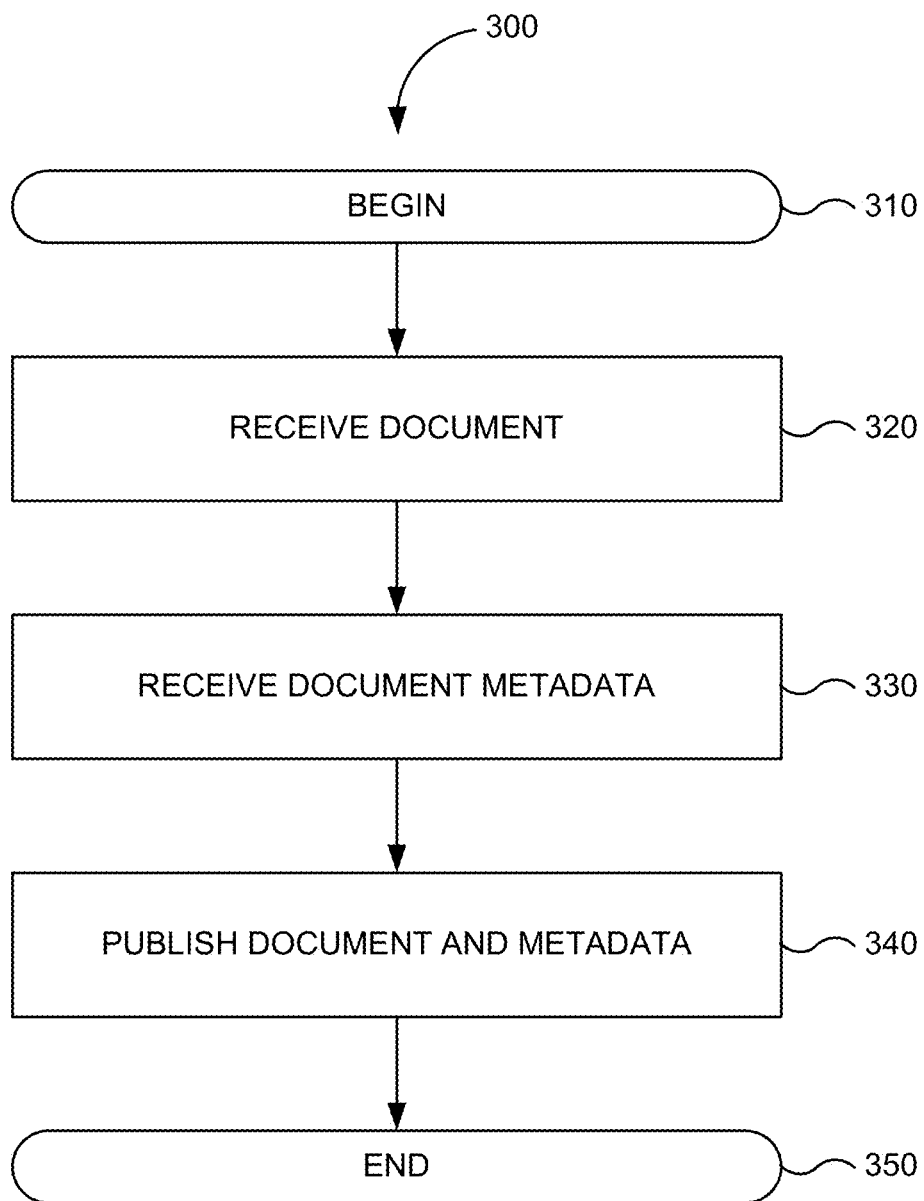 300
BEGIN
310
RECEIVE DOCUMENT
320
RECEIVE DOCUMENT METADATA
330
PUBLISH DOCUMENT AND METADATA
340
END
350